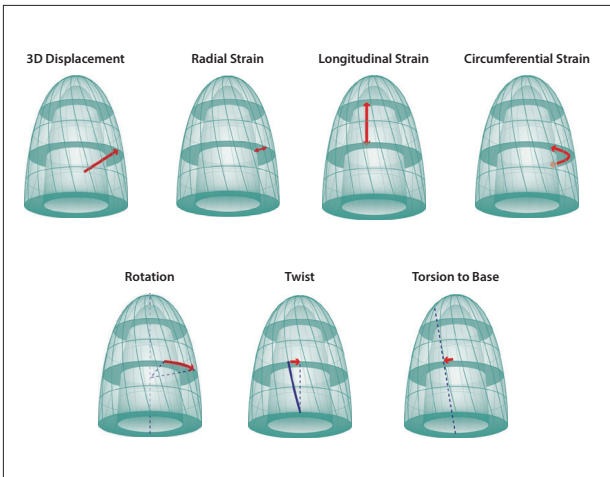 3D Displacement
Radial Strain
Longitudinal Strain
Circumferential Strain
Rotation
Twist
Torsion to Base